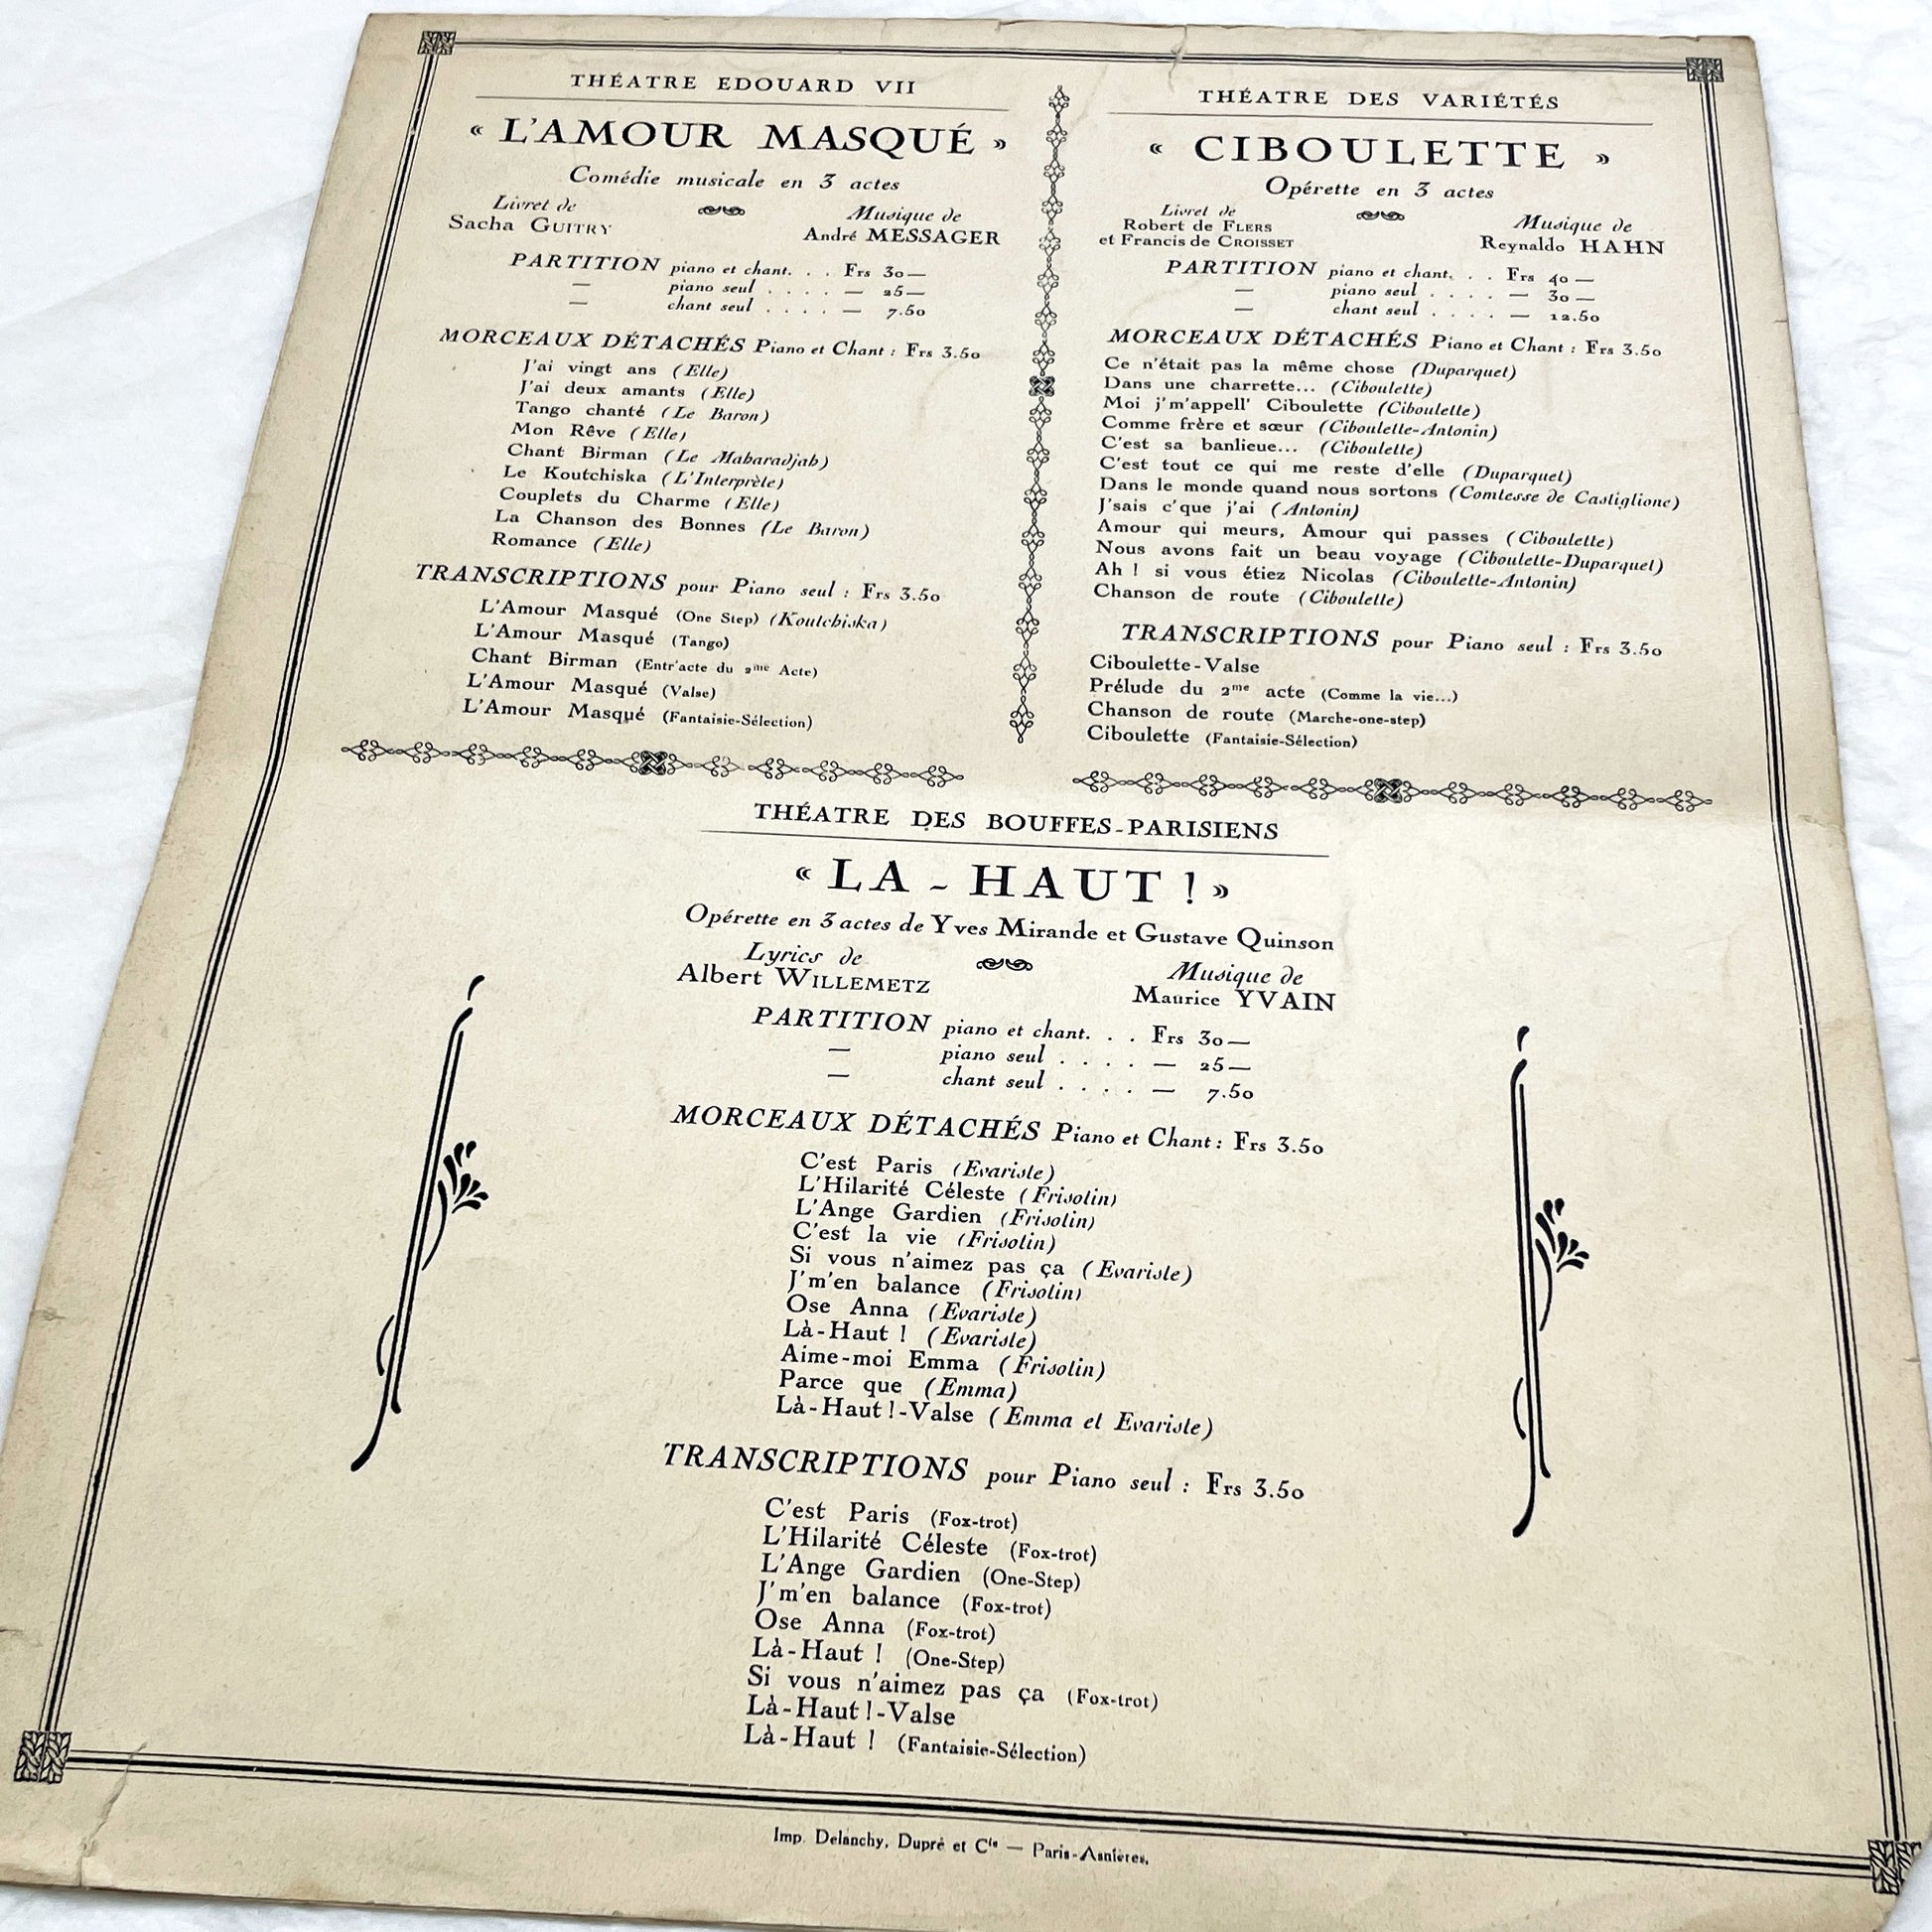 THÉATRE EDOUARD VII
« L'AMOUR MASQUÉ »
Comédie musicale en 3 actes
Livret de
Sacha GUITRY
Musique de
André MESSAGER
PARTITION piano et chant. . . Frs 30 —
— piano seul . . . . — 25 —
— chant seul . . . . — 7.50
MORCEAUX DÉTACHÉS Piano et Chant : Frs 3.50
J'ai vingt ans (Elle)
J'ai deux amants (Elle)
Tango chanté (Le Baron)
Mon Rêve (Elle)
Chant Birman (Le Maharadjah)
Le Koutchiska (L'Interprète)
Couplets du Charme (Elle)
La Chanson des Bonnes (Le Baron)
Romance (Elle)
TRANSCRIPTIONS pour Piano seul : Frs 3.50
L'Amour Masqué (One Step) (Koutchiska)
L'Amour Masqué (Tango)
Chant Birman (Entr'acte du 2me Acte)
L'Amour Masqué (Valse)
L'Amour Masqué (Fantaisie-Sélection)
THÉATRE DES VARIÉTÉS
« CIBOULETTE »
Opérette en 3 actes
Livret de
Robert de FLERS
et Francis de CROISSET
Musique de
Reynaldo HAHN
PARTITION piano et chant. . . Frs 40 —
— piano seul . . . . — 30 —
— chant seul . . . . — 12.50
MORCEAUX DÉTACHÉS Piano et Chant : Frs 3.50
Ce n'était pas la même chose (Duparquet)
Dans une charrette... (Ciboulette)
Moi j'm'appell' Ciboulette (Ciboulette)
Comme frère et sœur (Ciboulette-Antonin)
C'est sa banlieue... (Ciboulette)
C'est tout ce qui me reste d'elle (Duparquet)
Dans le monde quand nous sortons (Comtesse de Castiglione)
J'sais c'que j'ai (Antonin)
Amour qui meurs, Amour qui passes (Ciboulette)
Nous avons fait un beau voyage (Ciboulette-Duparquet)
Ah ! si vous étiez Nicolas (Ciboulette-Antonin)
Chanson de route (Ciboulette)
TRANSCRIPTIONS pour Piano seul : Frs 3.50
Ciboulette-Valse
Prélude du 2me acte (Comme la vie...)
Chanson de route (Marche-one-step)
Ciboulette (Fantaisie-Sélection)
THÉATRE DES BOUFFES-PARISIENS
« LA - HAUT ! »
Opérette en 3 actes de Yves Mirande et Gustave Quinson
Lyrics de
Albert WILLEMETZ
Musique de
Maurice YVAIN
PARTITION piano et chant. . . Frs 30 —
— piano seul . . . . — 25 —
— chant seul . . . . — 7.50
MORCEAUX DÉTACHÉS Piano et Chant : Frs 3.50
C'est Paris (Evariste)
L'Hilarité Céleste (Frisolin)
L'Ange Gardien (Frisolin)
C'est la vie (Frisolin)
Si vous n'aimez pas ça (Evariste)
J'm'en balance (Frisolin)
Ose Anna (Evariste)
Là-Haut ! (Evariste)
Aime-moi Emma (Frisolin)
Parce que (Emma)
Là-Haut !-Valse (Emma et Evariste)
TRANSCRIPTIONS pour Piano seul : Frs 3.50
C'est Paris (Fox-trot)
L'Hilarité Céleste (Fox-trot)
L'Ange Gardien (One-Step)
J'm'en balance (Fox-trot)
Ose Anna (Fox-trot)
Là-Haut ! (One-Step)
Si vous n'aimez pas ça (Fox-trot)
Là-Haut !-Valse
Là-Haut ! (Fantaisie-Sélection)
Imp. Delanchy, Dupré et Cie — Paris-Asnières.